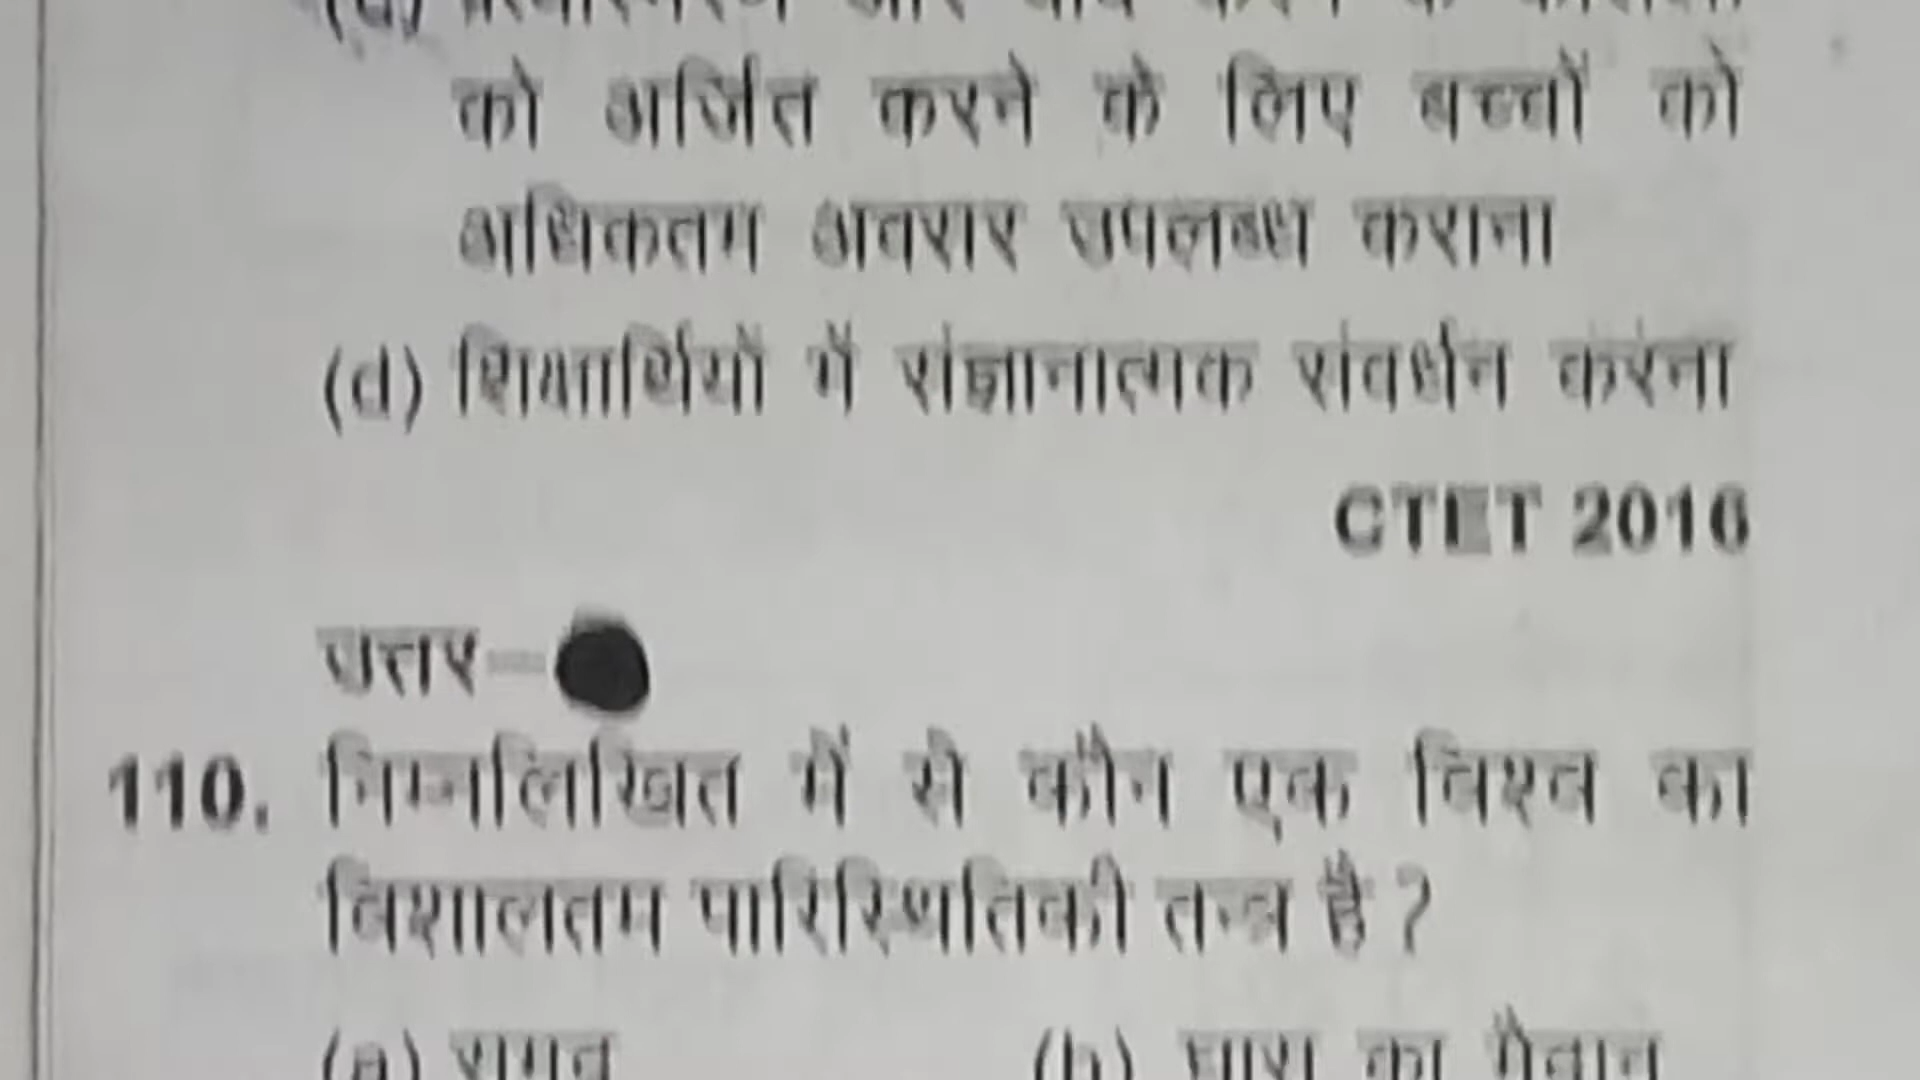 को अर्जित करने के लिए बच्चों को
अधिकतम अवसर उपलब्ध कराना
(d) शिक्षार्थियों में संज्ञानात्मक संवर्धन करना
CTET 2016
उत्तर–
110. निम्नलिखित में से कौन एक विश्व का
विशालतम पारिस्थितिकी तन्त्र है ?
(a) समुद्र (b) घास का मैदान